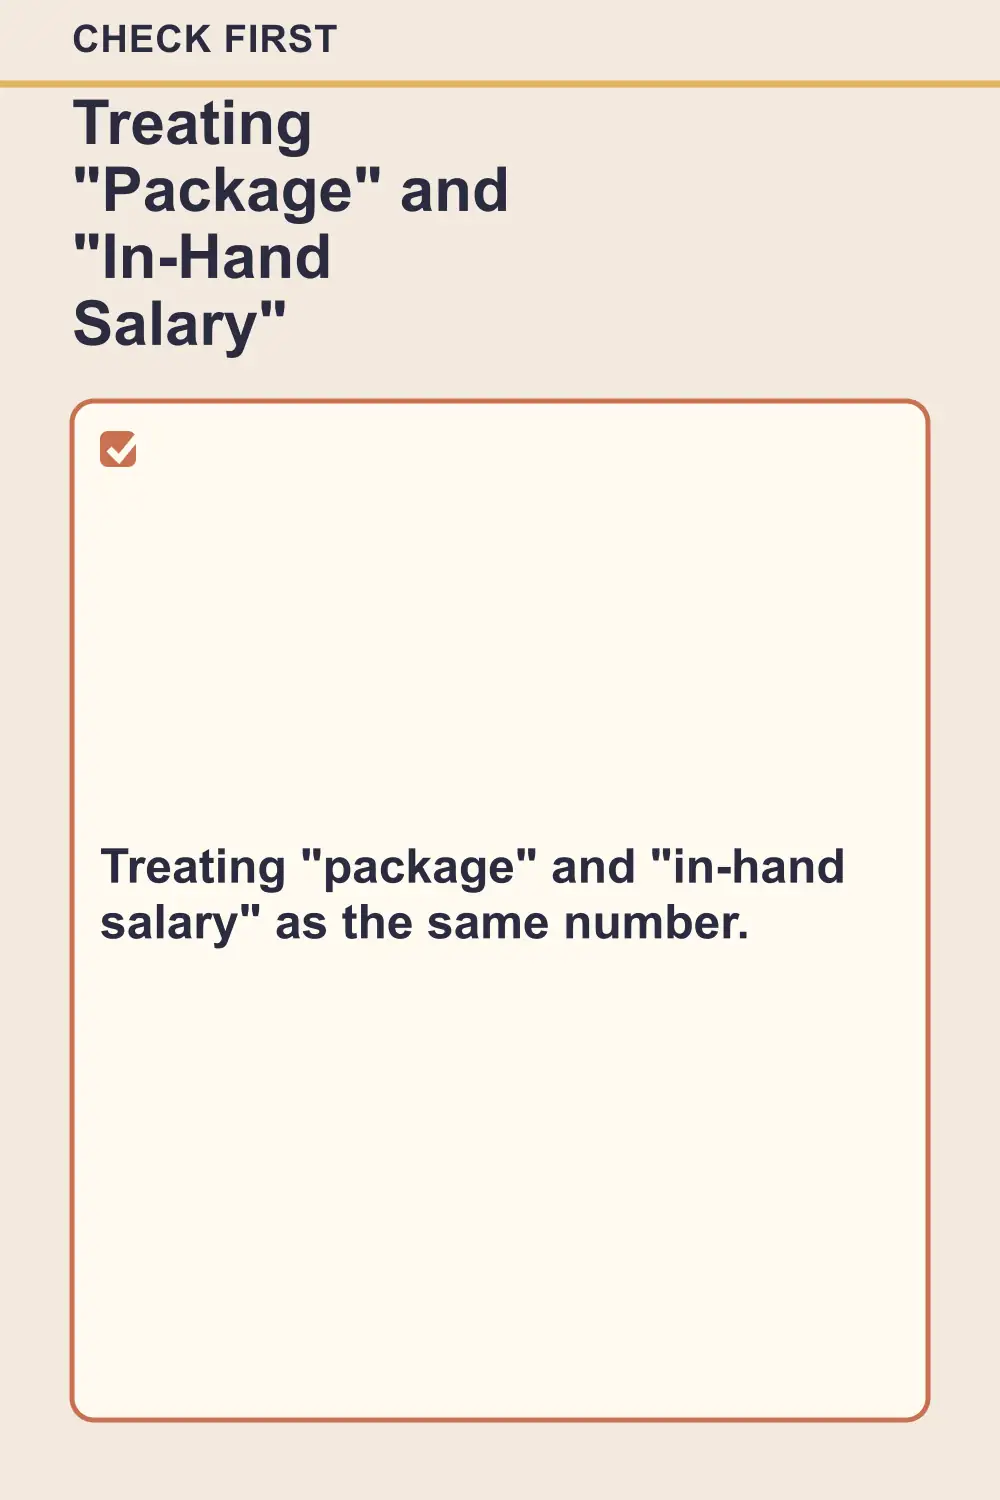 CHECK FIRST
Treating
"Package" and
"In-Hand
Salary"
Treating "package" and "in-hand
salary" as the same number.